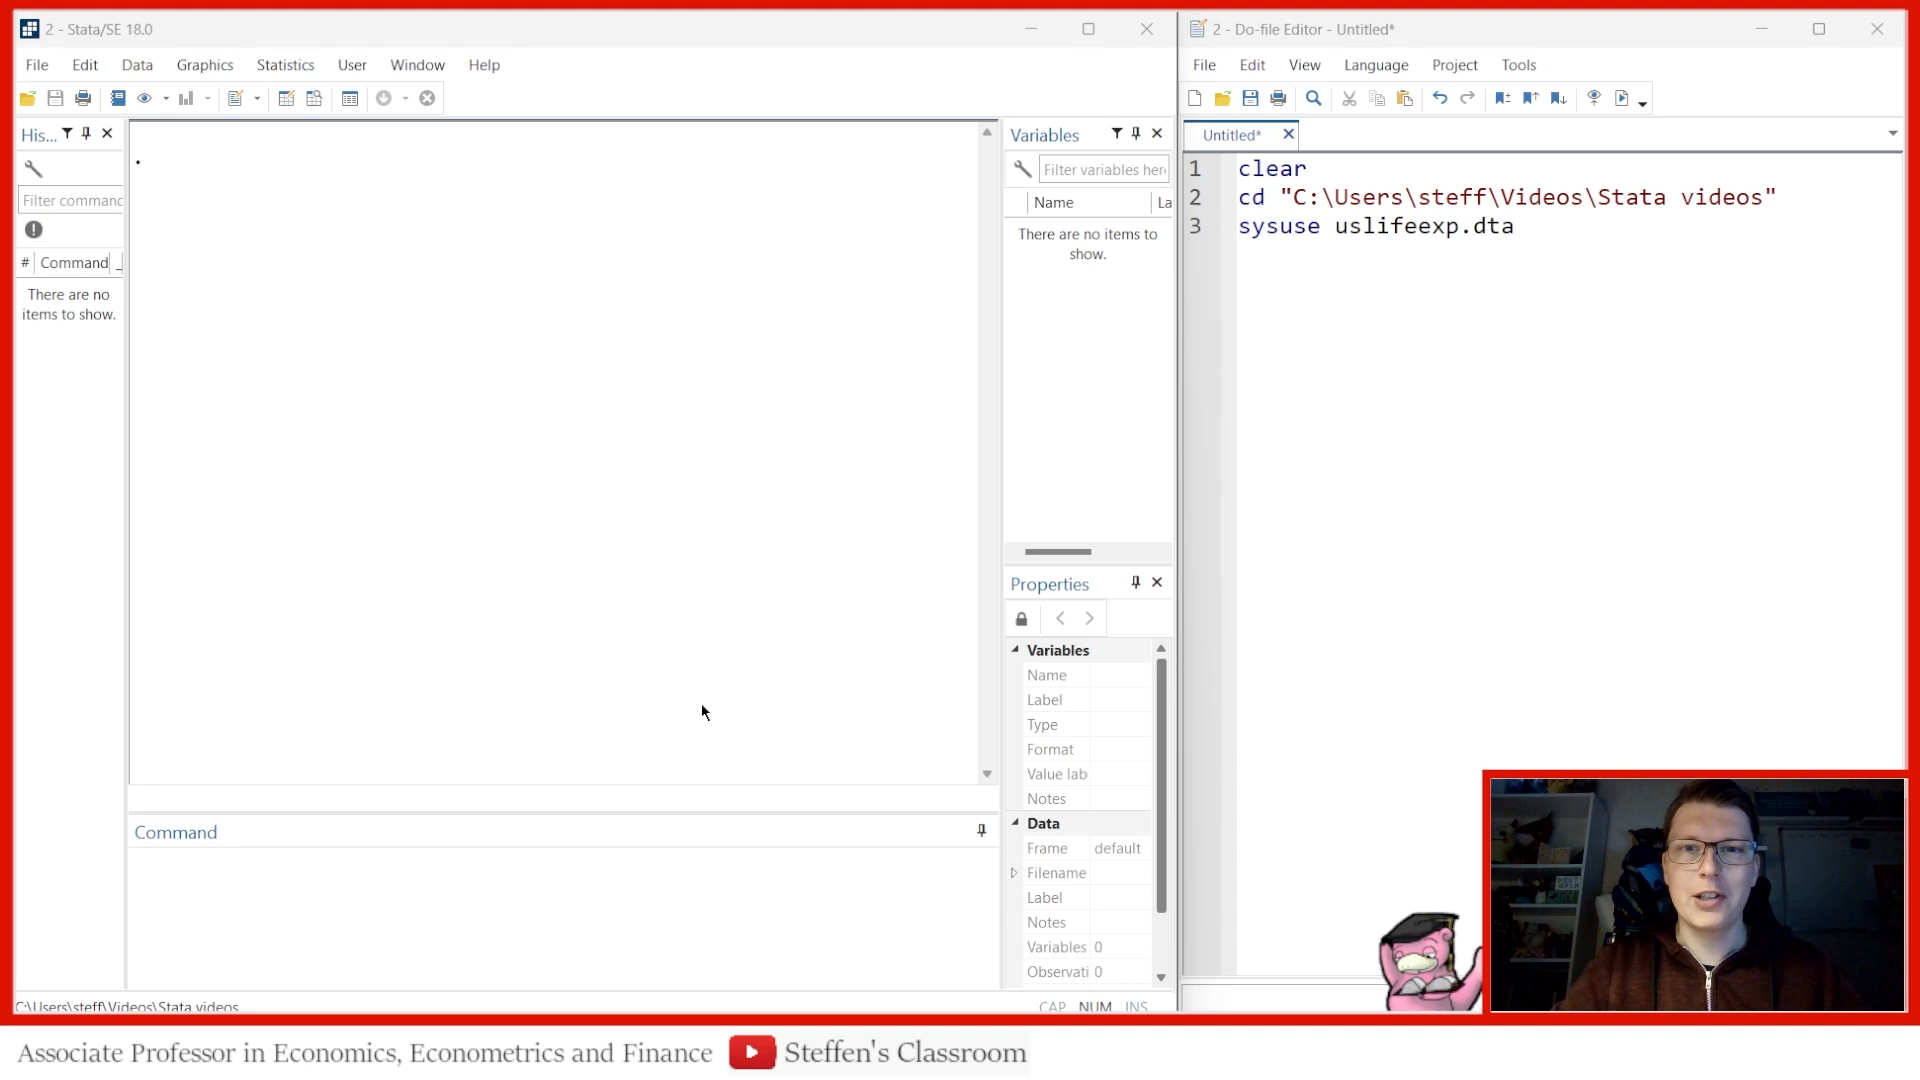 2 - Stata/SE 18.0
File Edit Data Graphics Statistics User Window Help
His...
Filter commanc
# Command
There are no
items to show.
.
Command
C:\Users\steff\Videos\Stata videos
CAP NUM INS
Variables
Filter variables her
Name La
There are no items to
show.
Properties
Variables
Name
Label
Type
Format
Value lab
Notes
Data
Frame default
Filename
Label
Notes
Variables 0
Observati 0
2 - Do-file Editor - Untitled*
File Edit View Language Project Tools
Untitled*
1 clear
2 cd "C:\Users\steff\Videos\Stata videos"
3 sysuse uslifeexp.dta
Associate Professor in Economics, Econometrics and Finance Steffen's Classroom